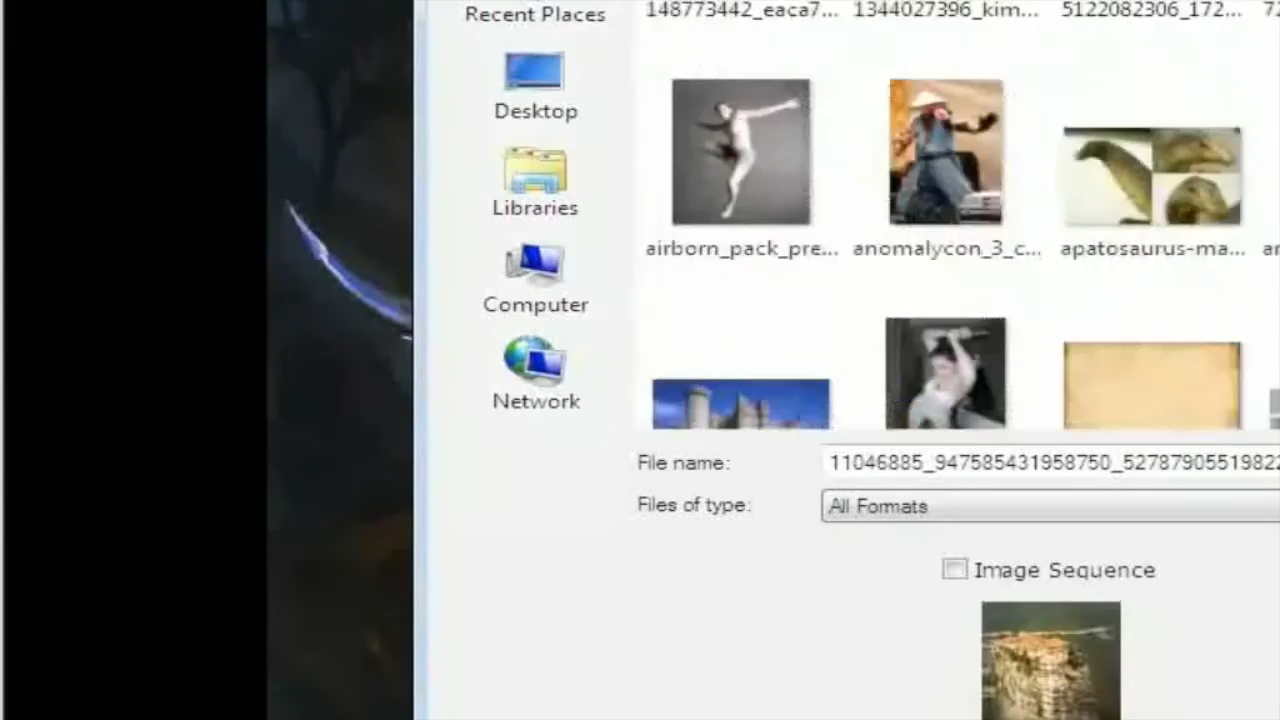 Recent Places
148773442_eaca7... 1344027396_kim... 5122082306_172...
Desktop
Libraries
airborn_pack_pre... anomalycon_3_c... apatosaurus-ma...
Computer
Network
File name: 11046885_947585431958750_52787905519822
Files of type: All Formats
Image Sequence